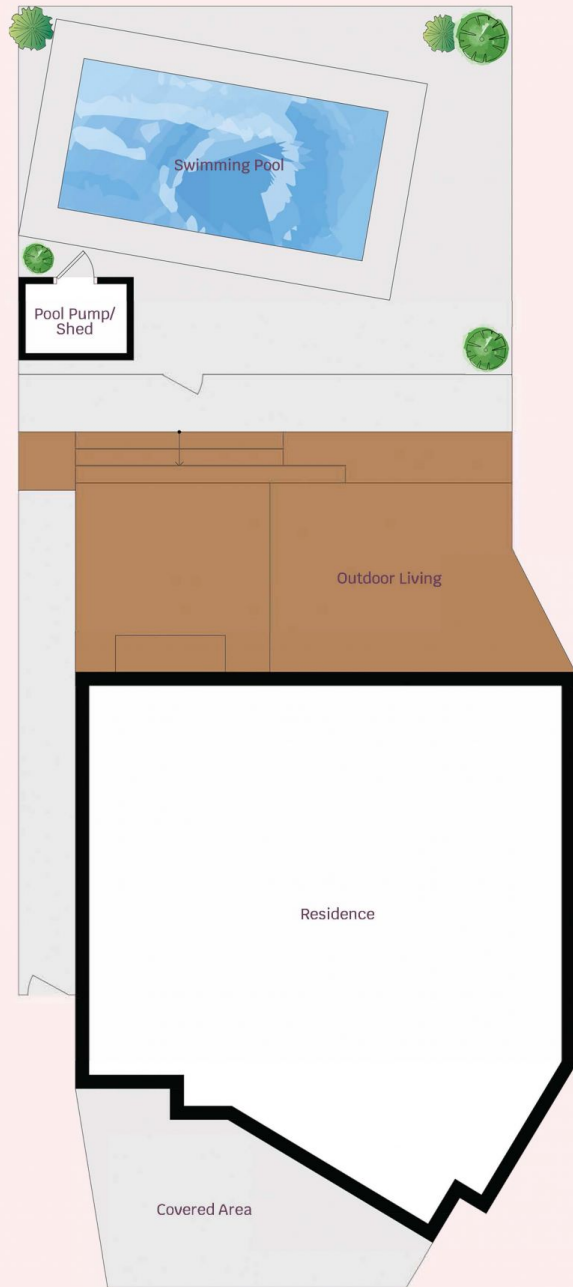 Swimming Pool
Pool Pump/
Shed
Outdoor Living
Residence
Covered Area